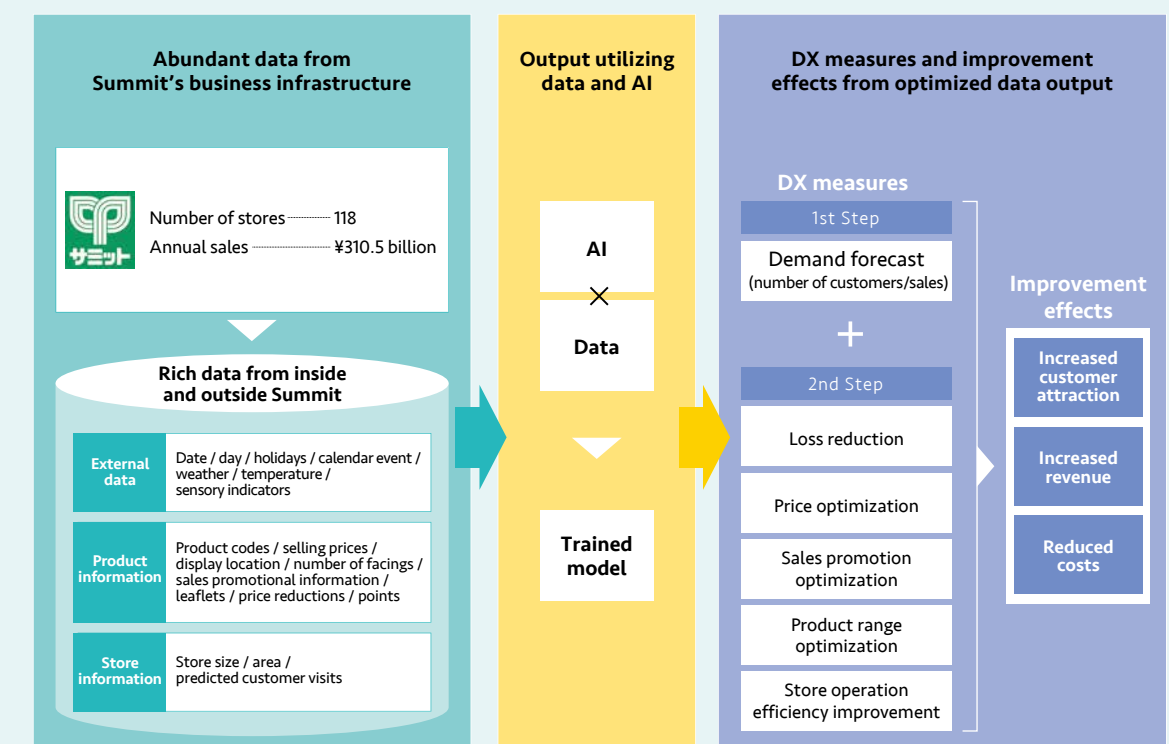 Abundant data from
Summit's business infrastructure
サミット
Number of stores 118
Annual sales ¥310.5 billion
Rich data from inside
and outside Summit
External
data
Date / day / holidays / calendar event /
weather / temperature /
sensory indicators
Product
information
Product codes / selling prices /
display location / number of facings /
sales promotional information /
leaflets / price reductions / points
Store
information
Store size / area /
predicted customer visits
Output utilizing
data and AI
AI
×
Data
Trained
model
DX measures and improvement
effects from optimized data output
DX measures
1st Step
Demand forecast
(number of customers/sales)
+
2nd Step
Loss reduction
Price optimization
Sales promotion
optimization
Product range
optimization
Store operation
efficiency improvement
Improvement
effects
Increased
customer
attraction
Increased
revenue
Reduced
costs